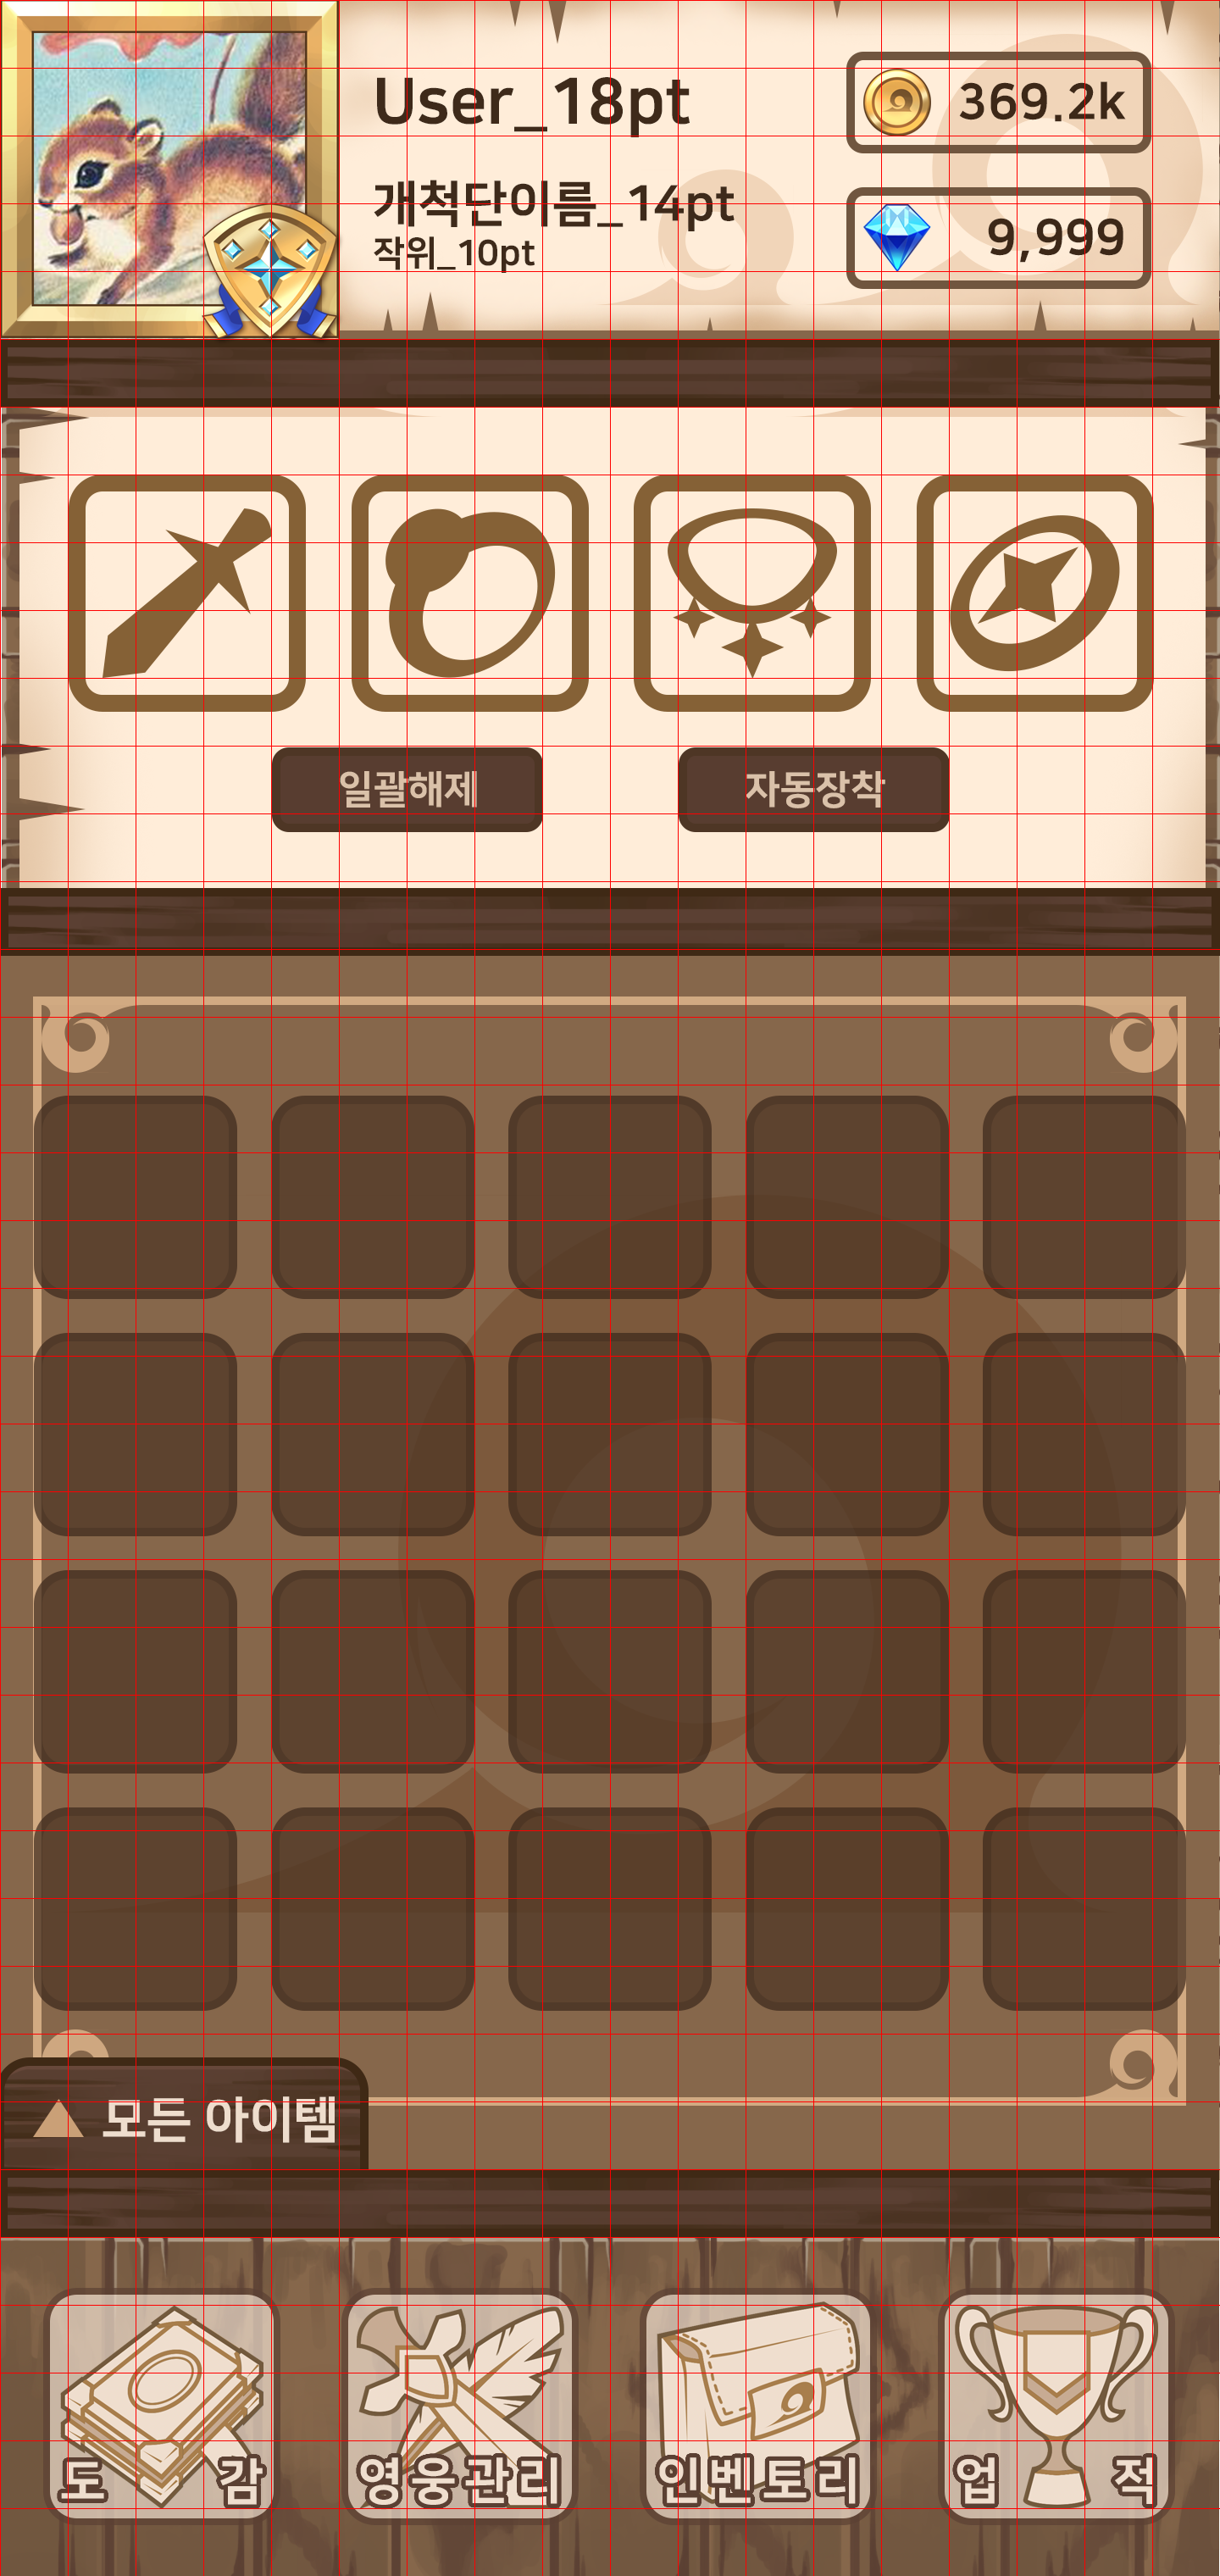 User_18pt
369.2k
개척단이름_14pt
작위_10pt
9,999
일괄해제
자동장착
모든 아이템
도감
영웅관리
인벤토리
업적